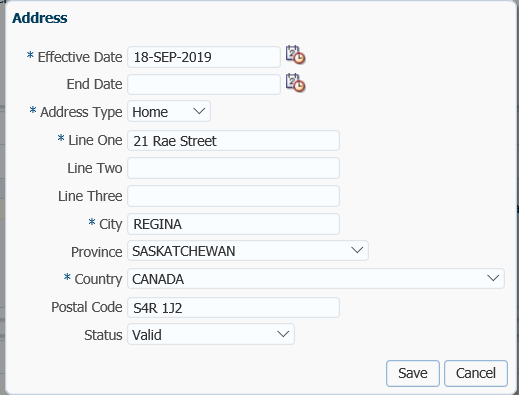 Address
* Effective Date 18-SEP-2019
End Date
* Address Type Home
* Line One 21 Rae Street
Line Two
Line Three
* City REGINA
Province SASKATCHEWAN
* Country CANADA
Postal Code S4R 1J2
Status Valid
Save Cancel